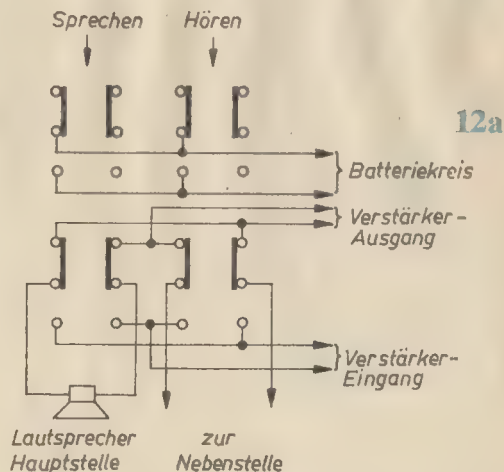 Sprechen Hören
12a
Batteriekreis
Verstärker-
Ausgang
Verstärker-
Eingang
Lautsprecher
Hauptstelle
zur
Nebenstelle